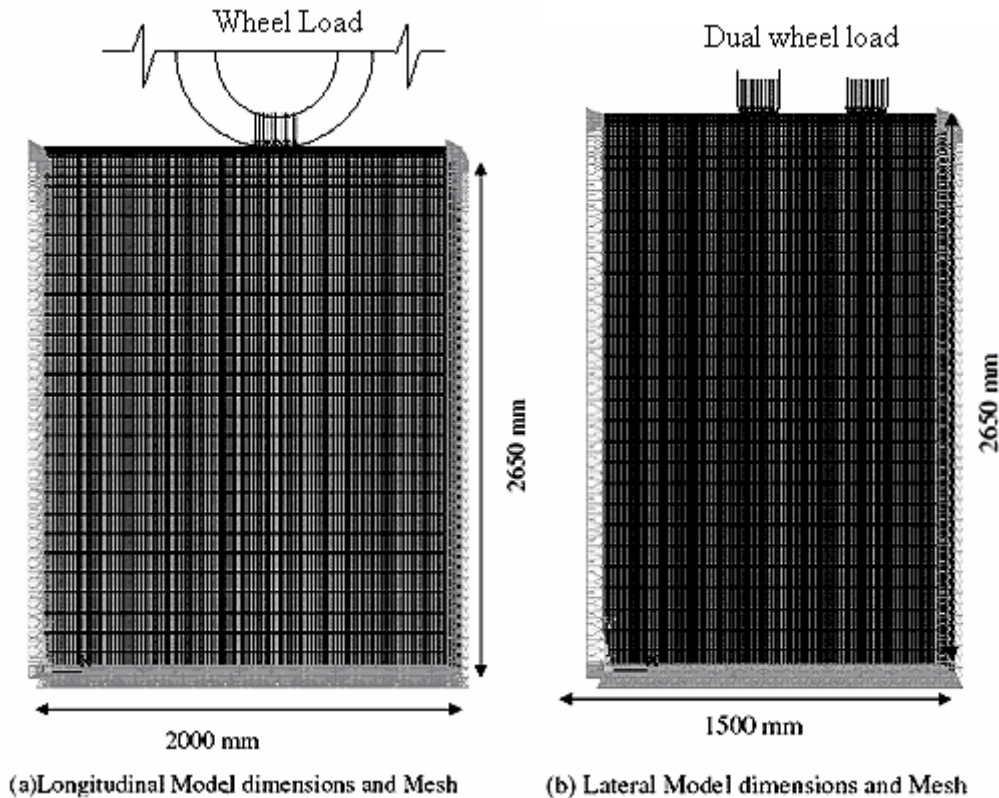 Wheel Load
2650 mm
2000 mm
(a)Longitudinal Model dimensions and Mesh
Dual wheel load
2650 mm
1500 mm
(b) Lateral Model dimensions and Mesh